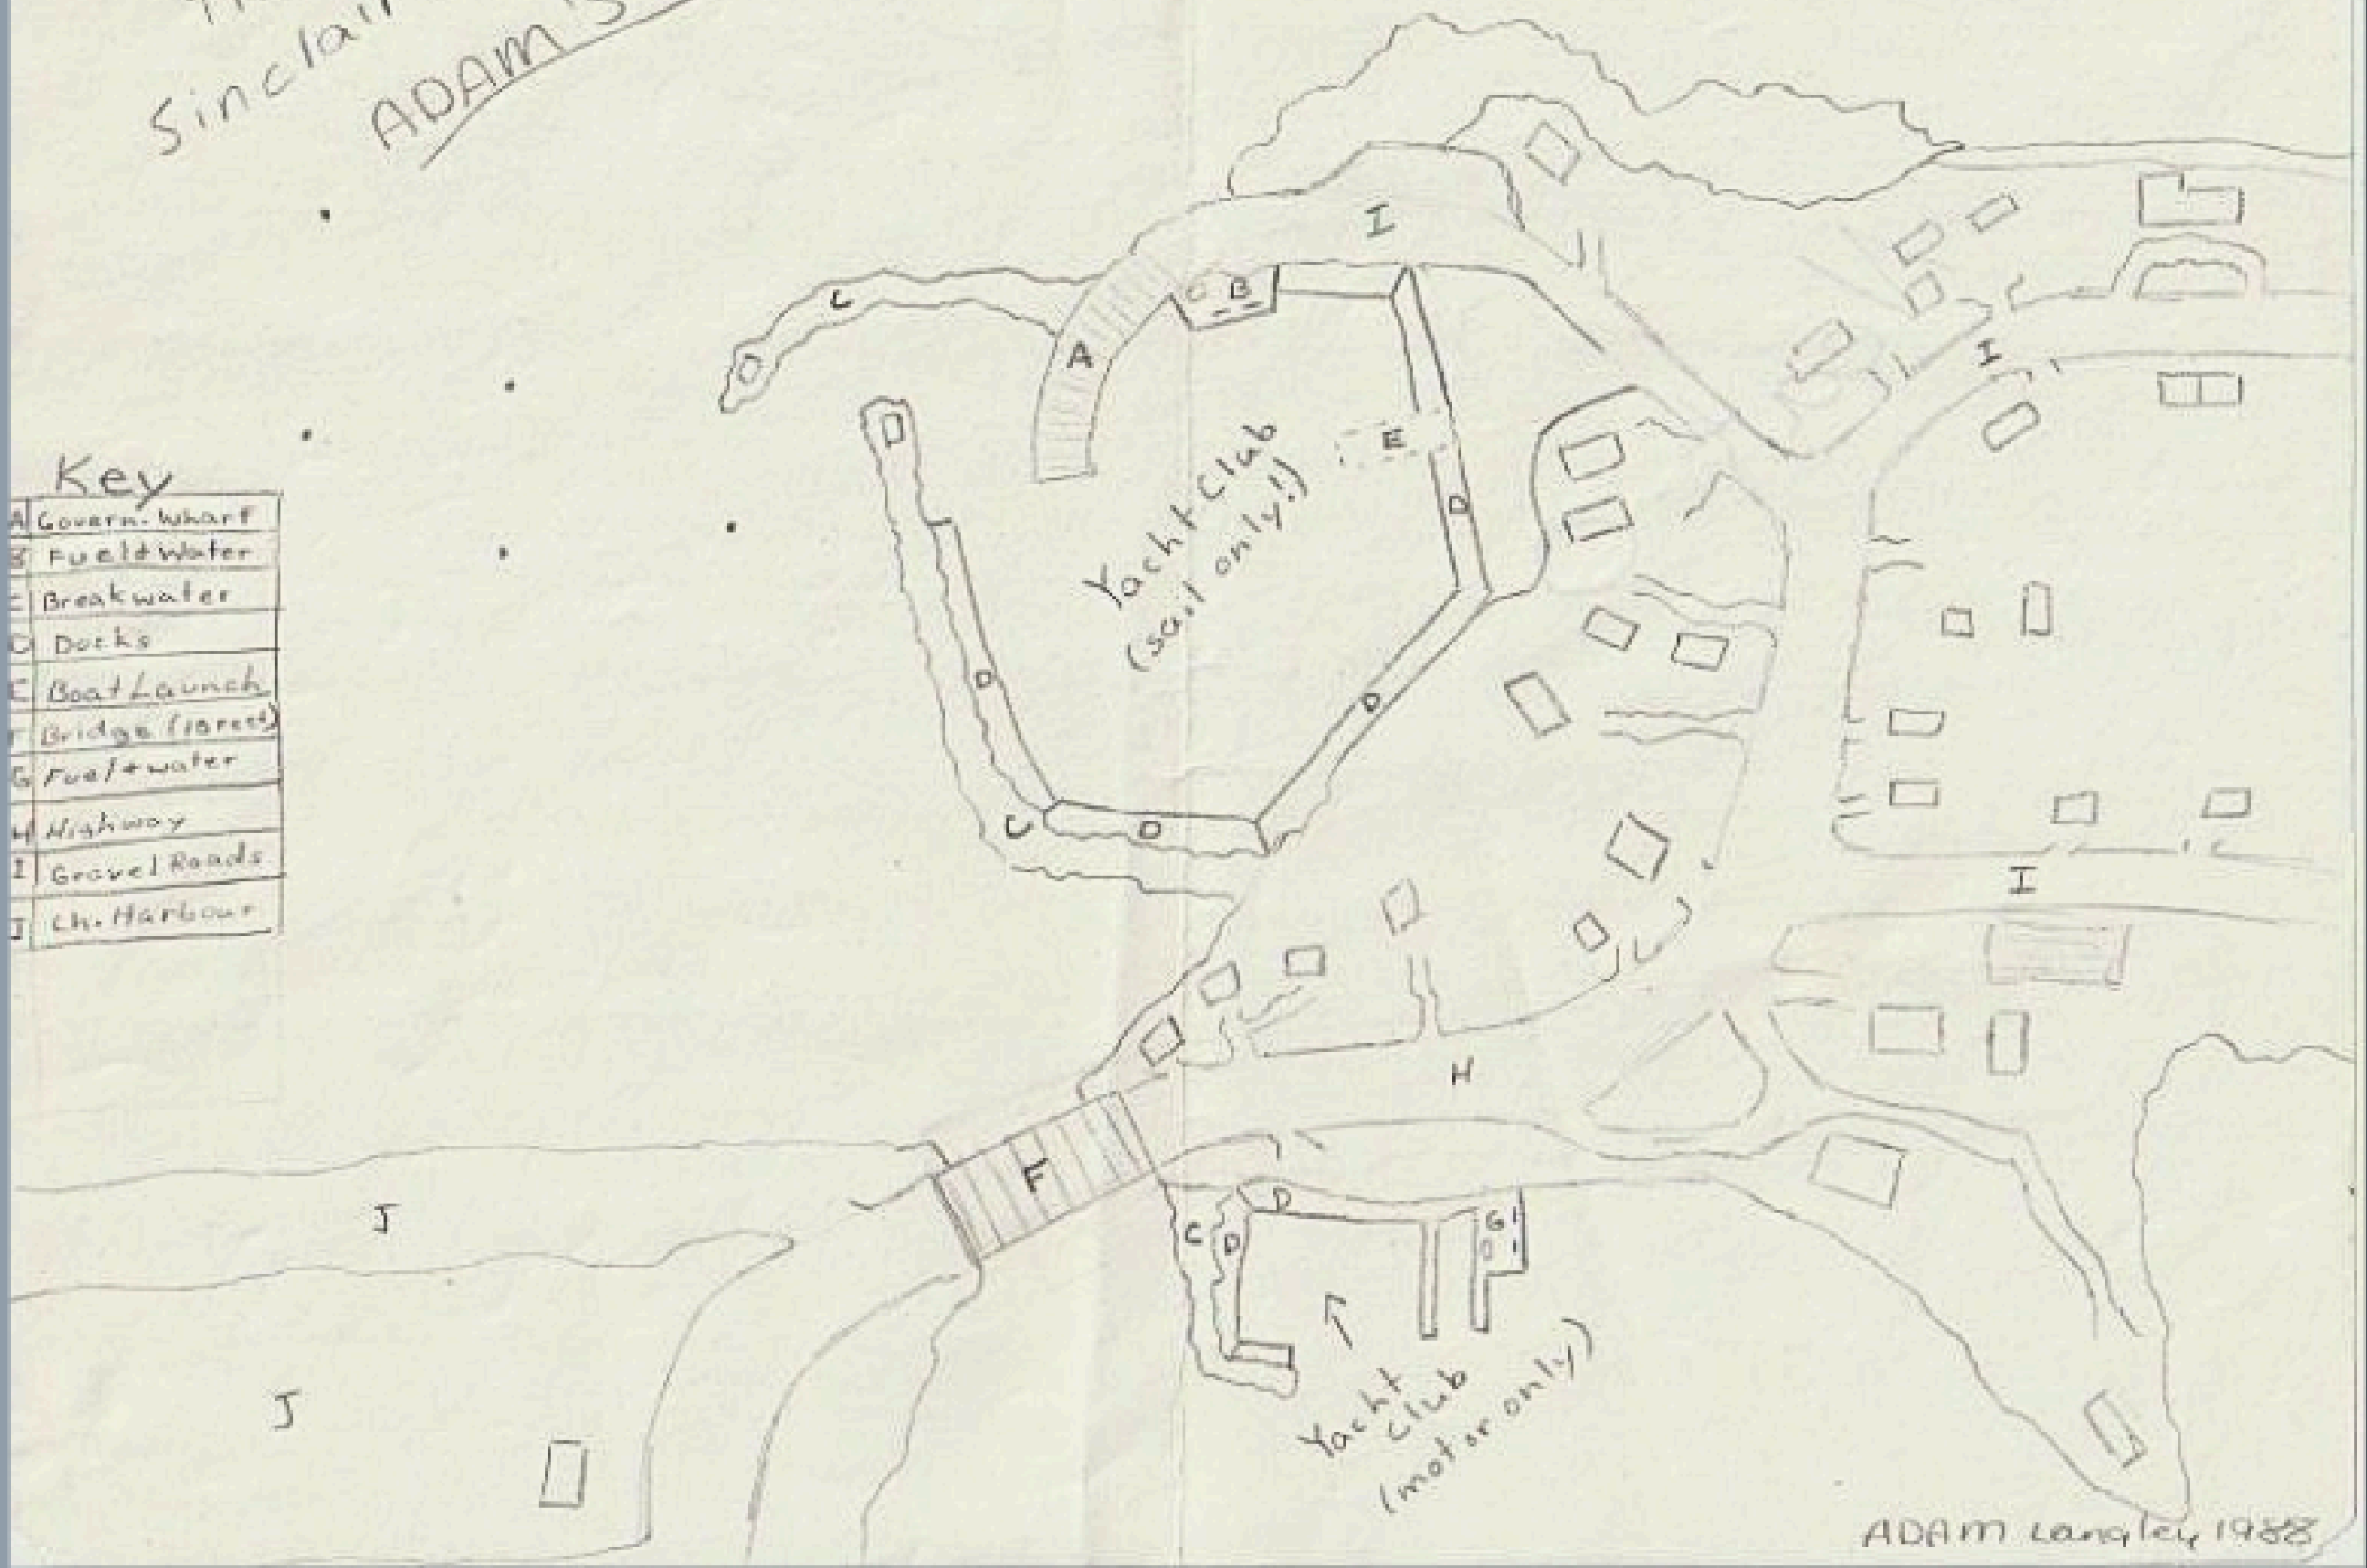 Sinclair
ADAM'S
Key
A Govern. Wharf
B Fuel + Water
C Breakwater
D Docks
E Boat Launch
F Bridge
G Fuel + water
H Highway
I Gravel Roads
J Ch. Harbour
I
C
B
A
I
E
Yacht Club
(sail only!)
D
D
D
C
D
I
H
F
J
C
D
D
G
J
Yacht
Club
(motor only)
ADAM Langley 1988